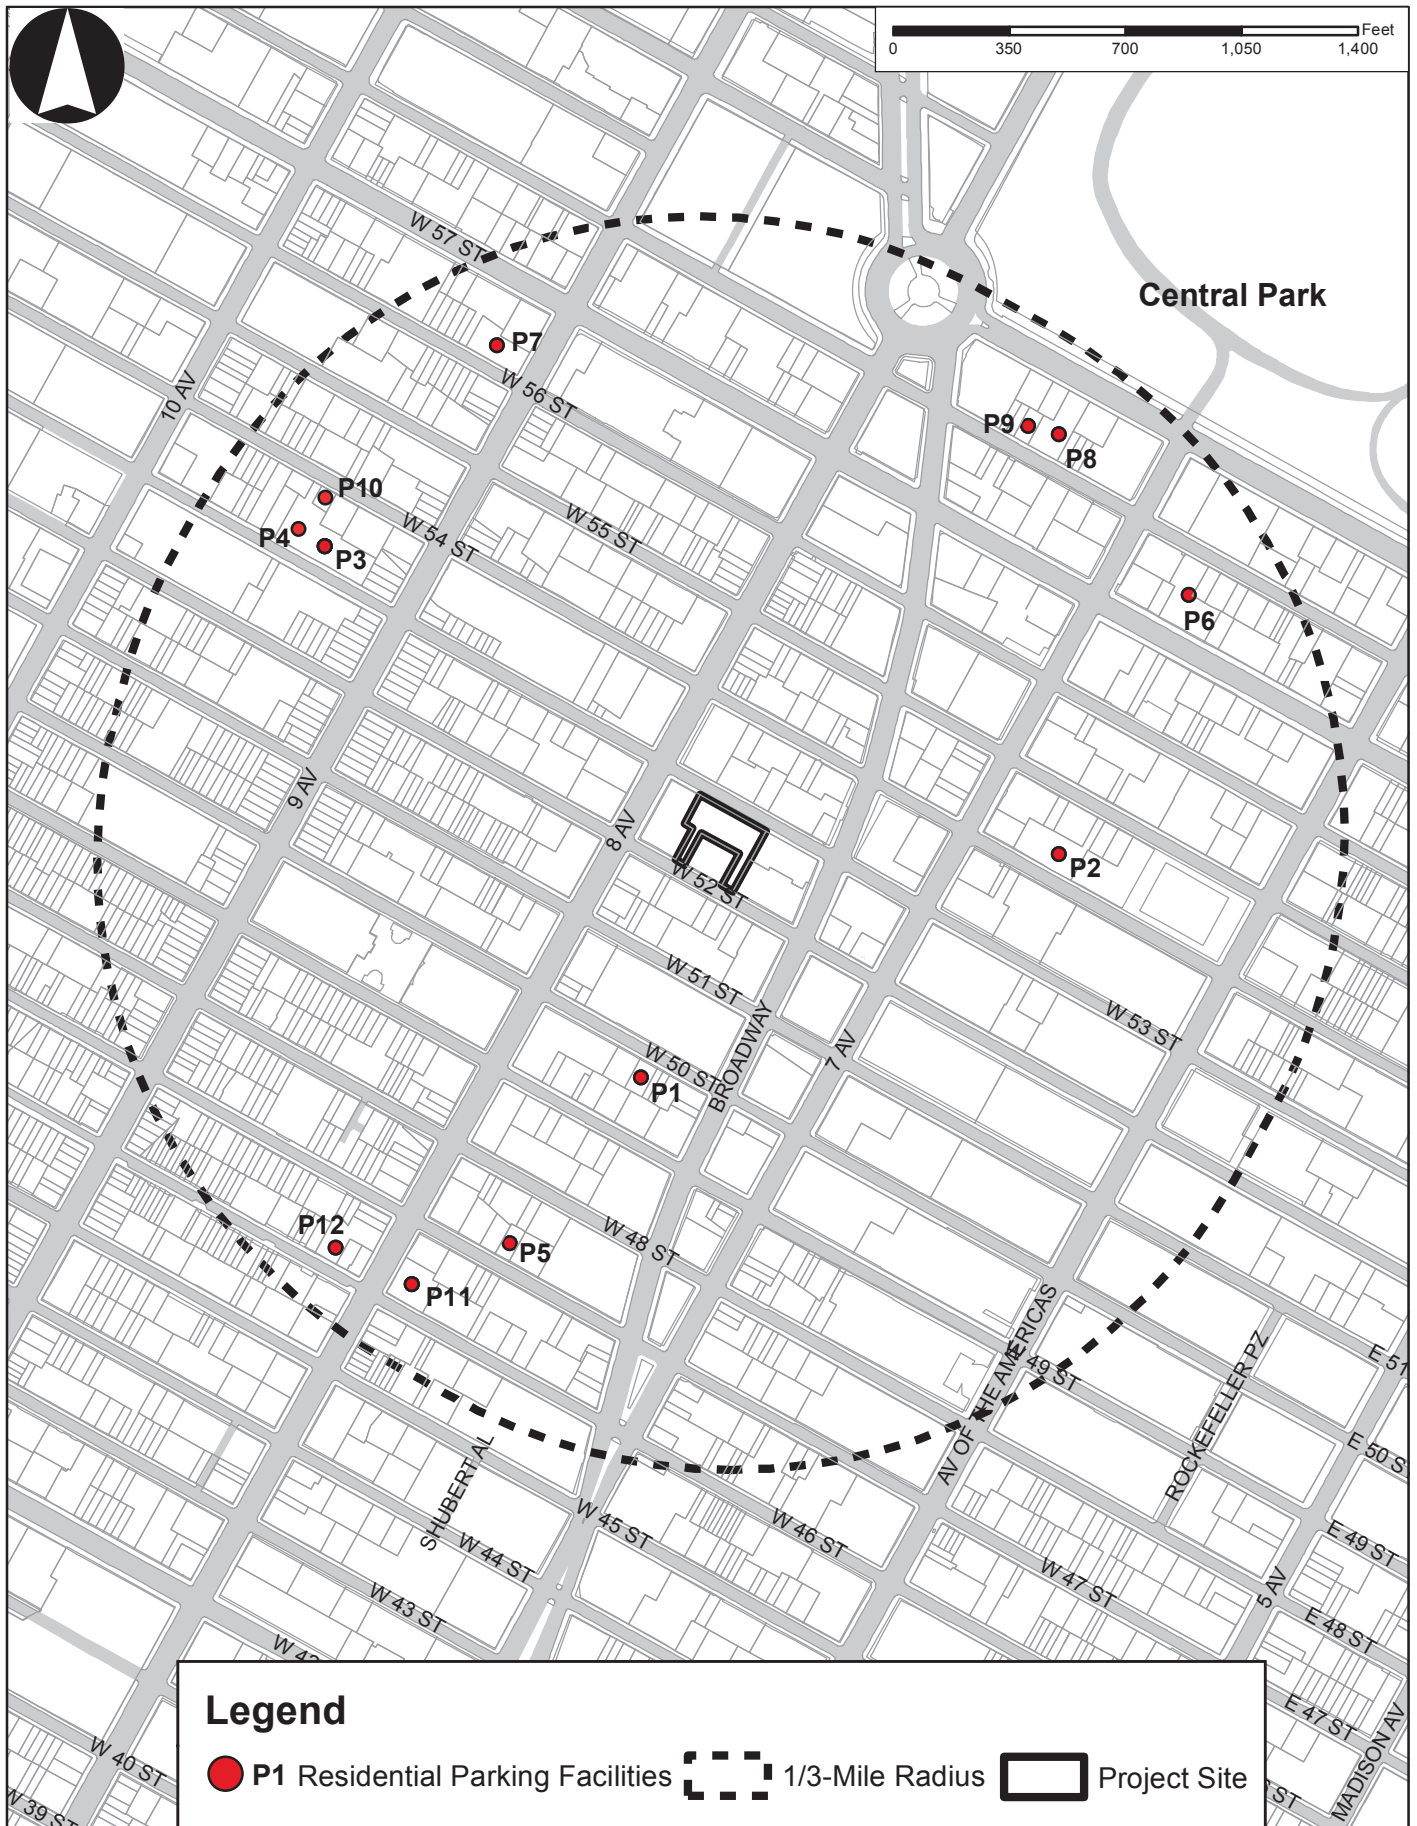 Feet
0 350 700 1,050 1,400
W 57 ST
Central Park
P7
W 56 ST
10 AV
P9
P8
P10
W 54 ST
W 55 ST
P4
P3
P6
9 AV
8 AV
W 52 ST
P2
W 51 ST
W 53 ST
BROADWAY
7 AV
W 50 ST
P1
P12
P5
W 48 ST
P11
AV OF THE AMERICAS
W 49 ST
ROCKEFELLER PZ
E 51
E 50 S
SHUBERT AL
W 45 ST
W 46 ST
E 49 ST
W 44 ST
W 47 ST
5 AV
W 43 ST
E 48 ST
W 42
E 47 ST
MADISON AV
W 40 ST
W 39 ST
ST
Legend
P1 Residential Parking Facilities 1/3-Mile Radius Project Site